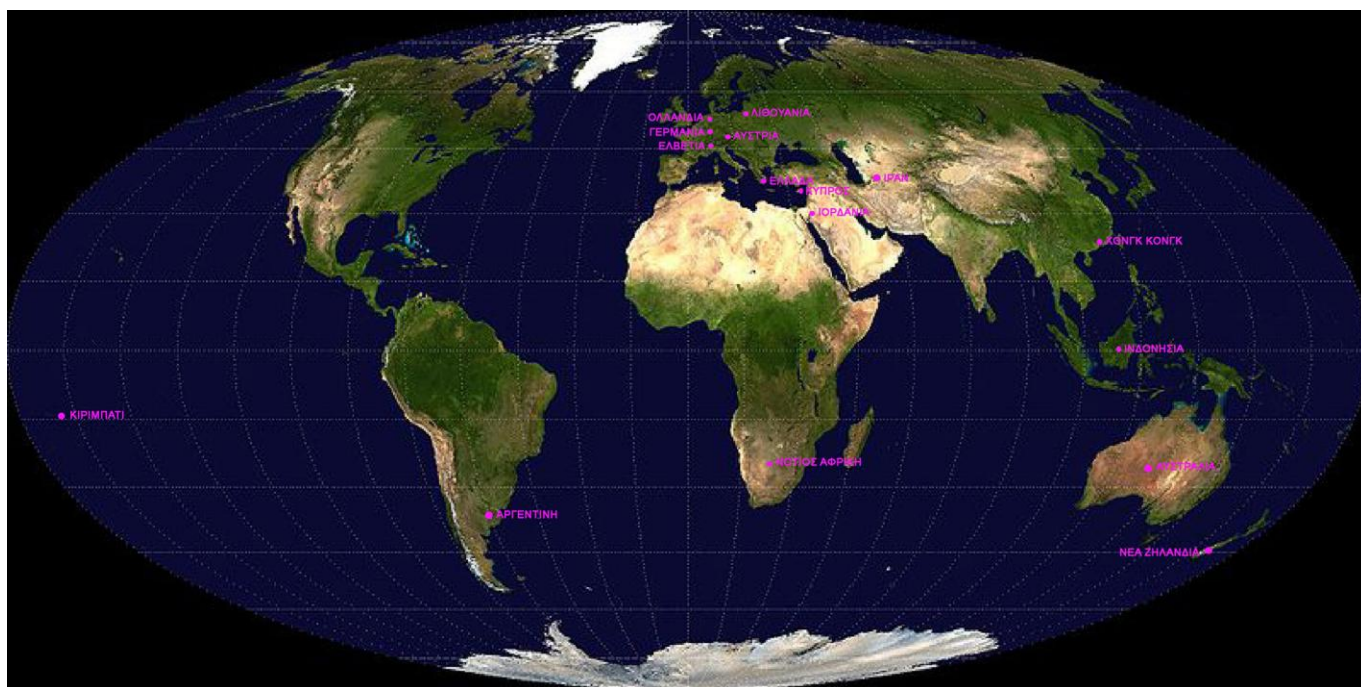 ΛΙΘΟΥΑΝΙΑ
ΟΛΛΑΝΔΙΑ
ΓΕΡΜΑΝΙΑ
ΑΥΣΤΡΙΑ
ΕΛΒΕΤΙΑ
ΕΛΛΑΔΑ
ΙΡΑΝ
ΚΥΠΡΟΣ
ΙΟΡΔΑΝΙΑ
ΧΟΝΓΚ ΚΟΝΓΚ
ΙΝΔΟΝΗΣΙΑ
ΚΙΡΙΜΠΑΤΙ
ΝΟΤΙΟΣ ΑΦΡΙΚΗ
ΑΥΣΤΡΑΛΙΑ
ΑΡΓΕΝΤΙΝΗ
ΝΕΑ ΖΗΛΑΝΔΙΑ